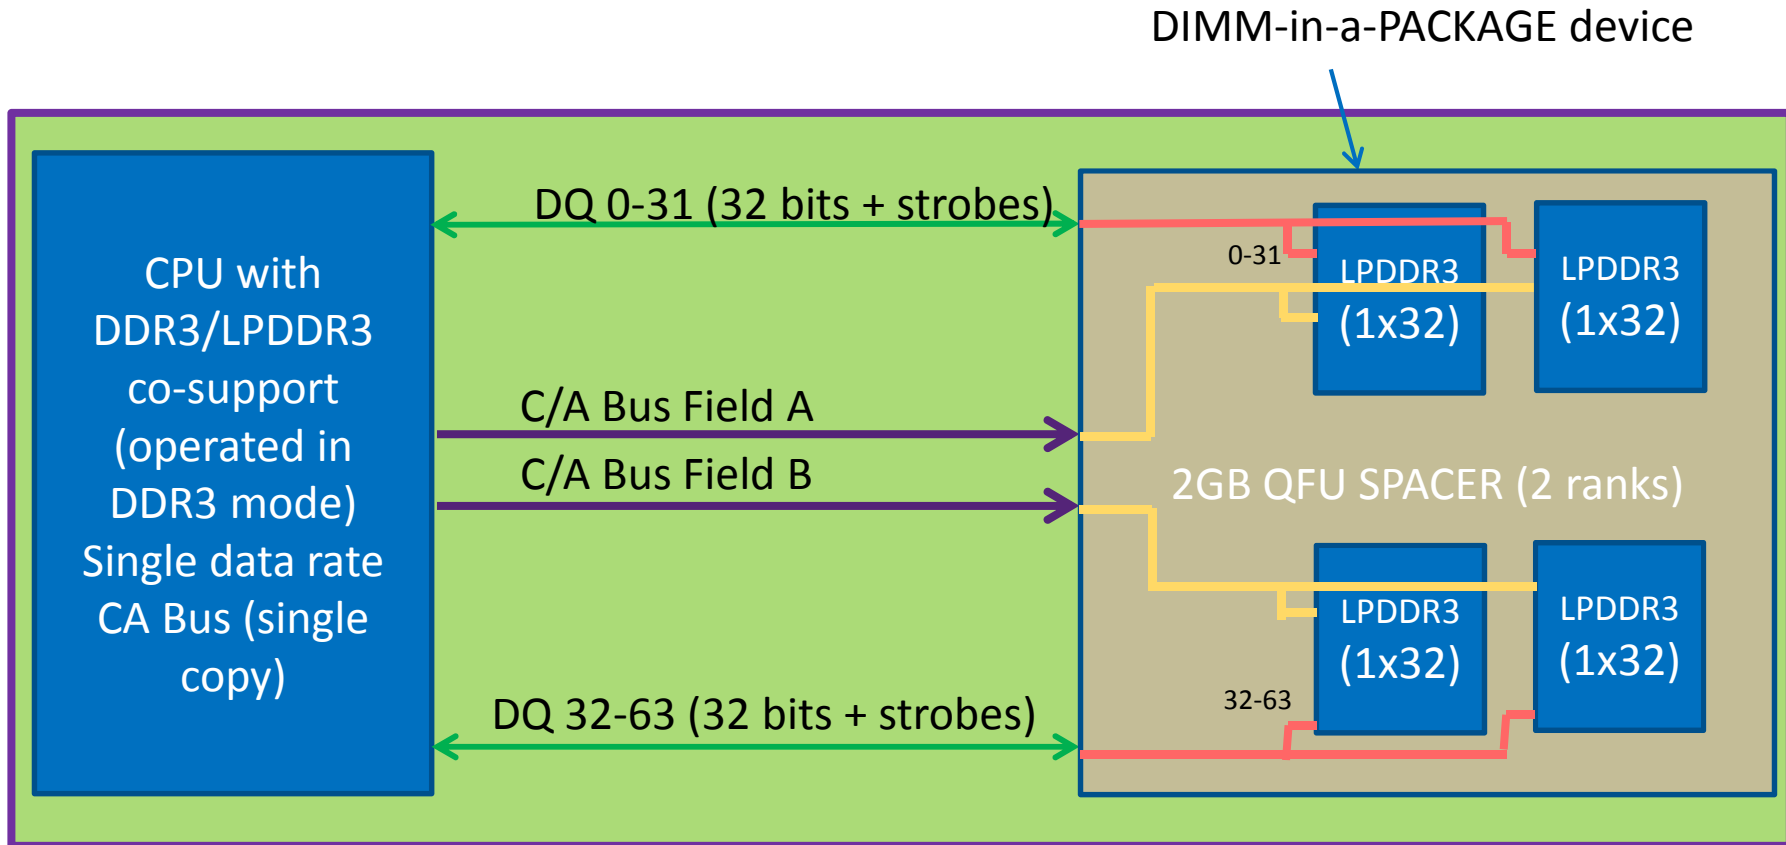 DIMM-in-a-PACKAGE device
CPU with
DDR3/LPDDR3
co-support
(operated in
DDR3 mode)
Single data rate
CA Bus (single
copy)
DQ 0-31 (32 bits + strobes)
C/A Bus Field A
C/A Bus Field B
DQ 32-63 (32 bits + strobes)
0-31
LPDDR3
(1x32)
LPDDR3
(1x32)
2GB QFU SPACER (2 ranks)
LPDDR3
(1x32)
LPDDR3
(1x32)
32-63